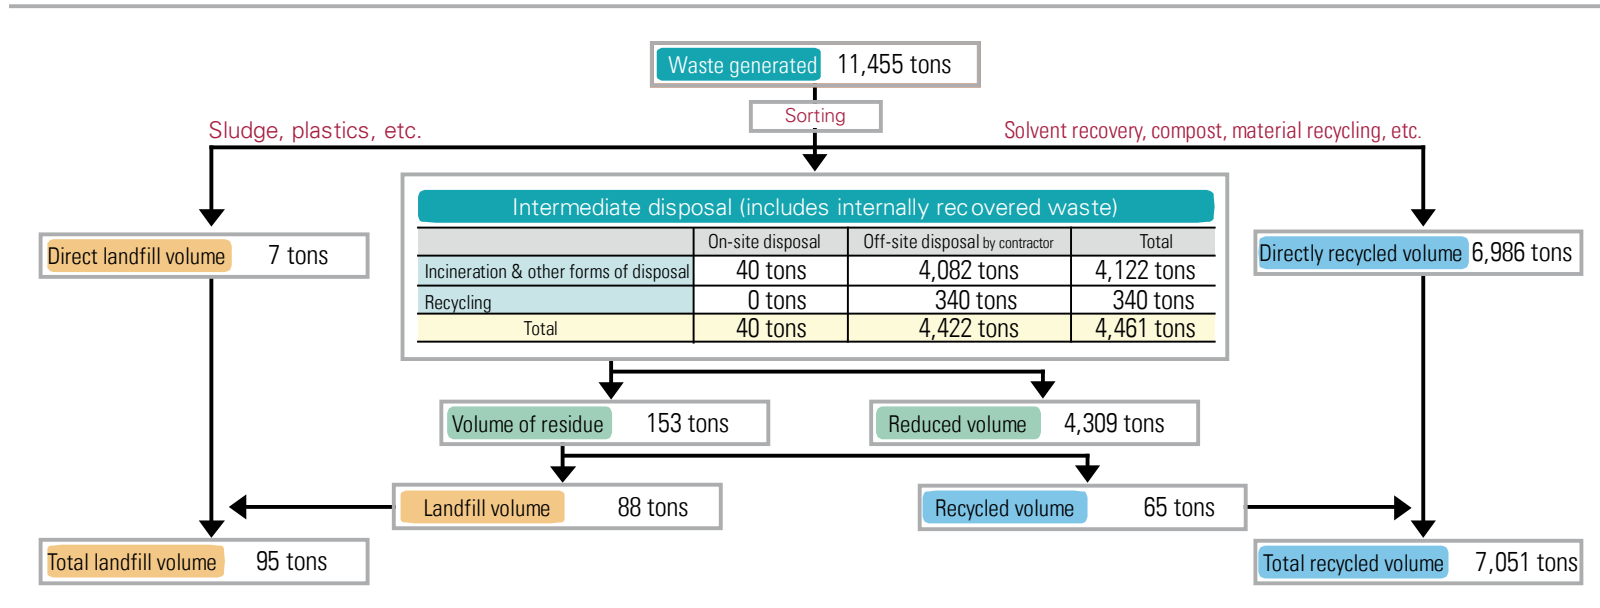 Waste generated 11,455 tons
Sorting
Sludge, plastics, etc.
Solvent recovery, compost, material recycling, etc.
Intermediate disposal (includes internally recovered waste)
On-site disposal Off-site disposal by contractor Total
Incineration & other forms of disposal 40 tons 4,082 tons 4,122 tons
Recycling 0 tons 340 tons 340 tons
Total 40 tons 4,422 tons 4,461 tons
Direct landfill volume 7 tons
Directly recycled volume 6,986 tons
Volume of residue 153 tons
Reduced volume 4,309 tons
Landfill volume 88 tons
Recycled volume 65 tons
Total landfill volume 95 tons
Total recycled volume 7,051 tons